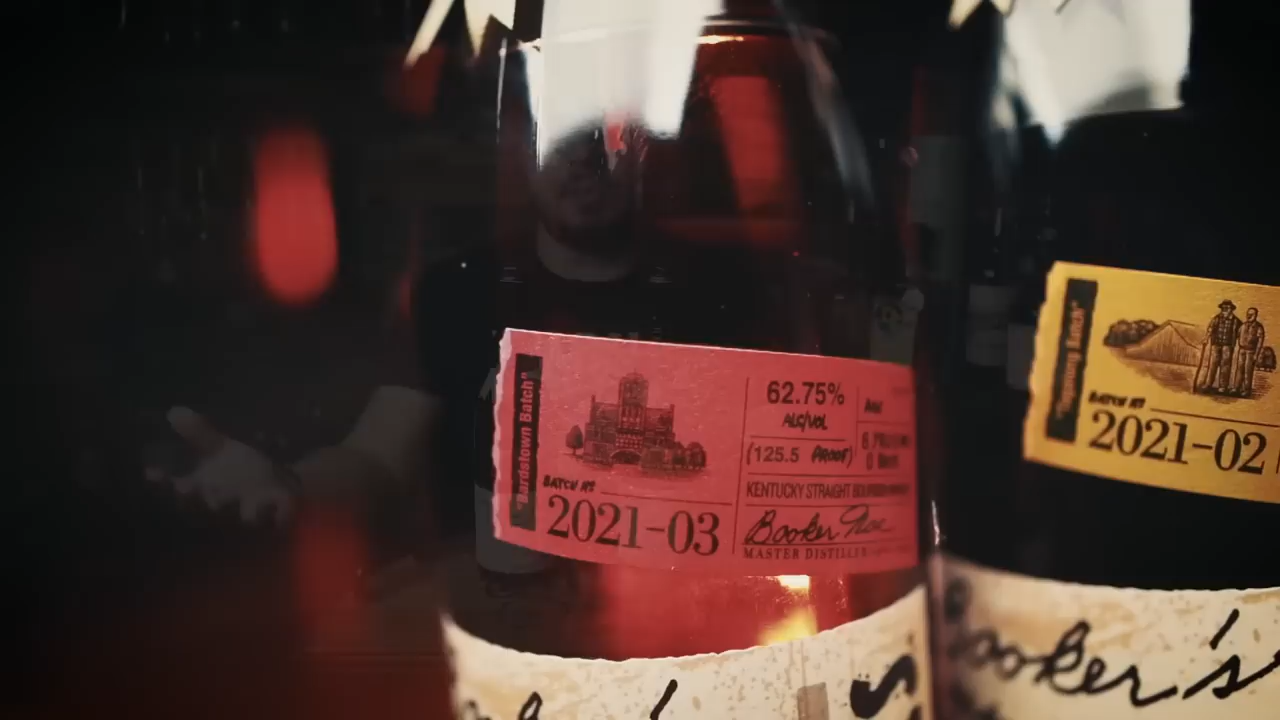 "Bardstown Batch"
BATCH №
2021-03
62.75%
ALC/VOL
(125.5 PROOF)
KENTUCKY STRAIGHT BOURBON
Booker Noe
MASTER DISTILLER
BATCH №
2021-02
Booker's